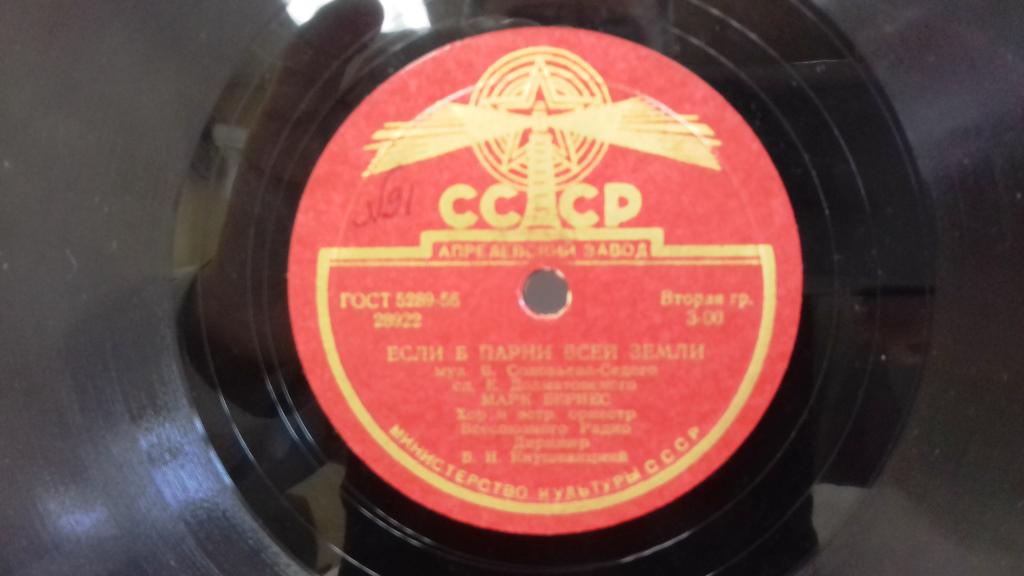 №91
СССР
АПРЕЛЕВСКИЙ ЗАВОД
ГОСТ 5289-56
28922
Вторая гр.
3-00
ЕСЛИ Б ПАРНИ ВСЕЙ ЗЕМЛИ
муз. В. Соловьева-Седого
сл. Е. Долматовского
МАРК БЕРНЕС
Хор и эстр. оркестр
Всесоюзного Радио
Дирижер
В. Н. Кнушевицкий
МИНИСТЕРСТВО КУЛЬТУРЫ СССР